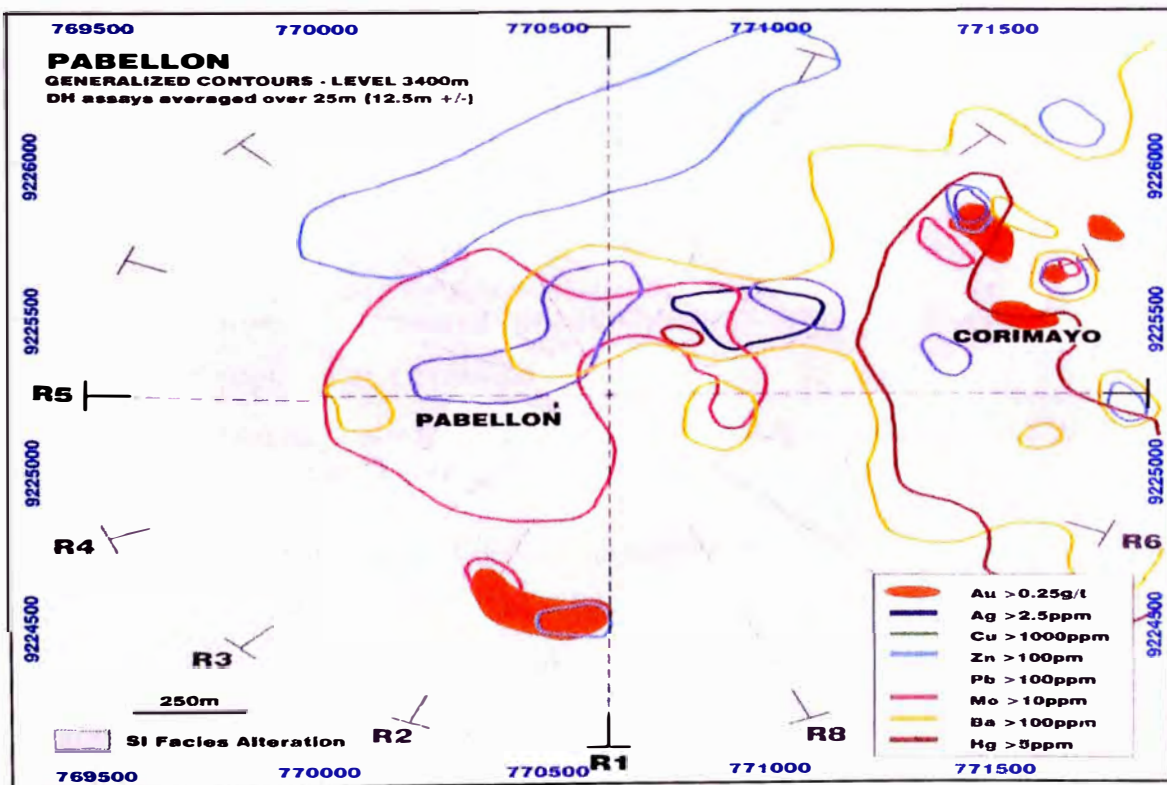 769500 770000 770500 771000 771500
PABELLON
GENERALIZED CONTOURS - LEVEL 3400m
DH assays averaged over 25m (12.5m +/-)
9226000 9226000
9225500 9225500
CORIMAYO
R5
PABELLON
9225000 9225000
R4
R6
9224500 9224500
R3
R2
R1
R8
250m
SI Facies Alteration
Au >0.25g/t
Ag >2.5ppm
Cu >1000ppm
Zn >100pm
Pb >100ppm
Mo >10ppm
Ba >100ppm
Hg >5ppm
769500 770000 770500 771000 771500